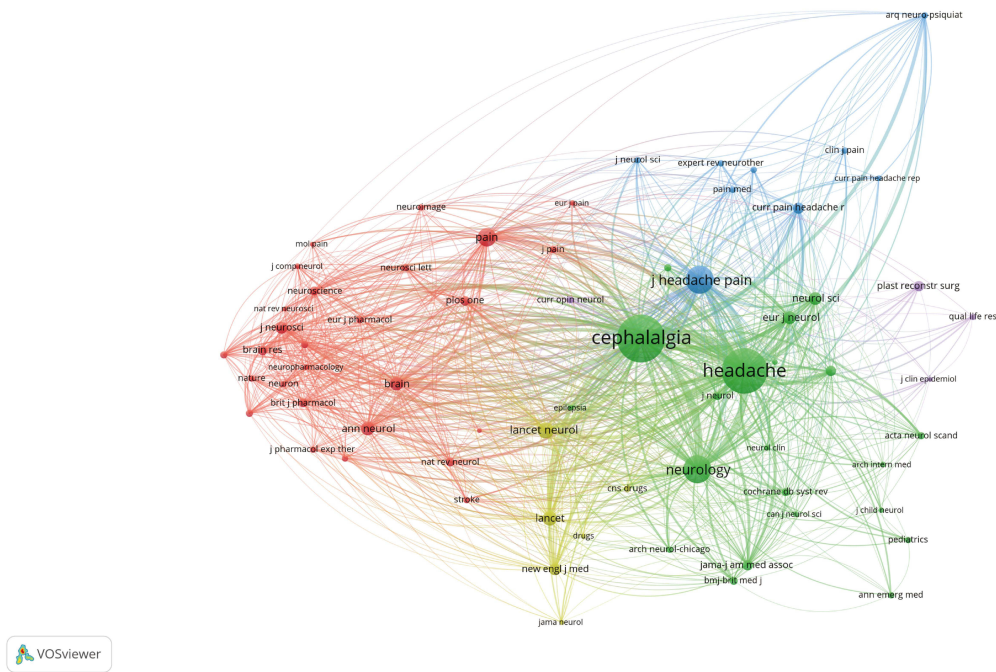 arq neuro-psiquiat
clin j pain
j neurol sci
expert rev neurother
curr pain headache rep
pain med
eur j pain
neuroimage
curr pain headache r
pain
mol pain
j pain
j comp neurol
neurosci lett
j headache pain
plast reconstr surg
neuroscience
plos one
curr opin neurol
neurol sci
nat rev neurosci
eur j pharmacol
eur j neurol
qual life res
j neurosci
cephalalgia
brain res
neuropharmacology
headache
nature
neuron
brain
j clin epidemiol
j neurol
brit j pharmacol
epilepsia
ann neurol
lancet neurol
acta neurol scand
j pharmacol exp ther
neurol clin
nat rev neurol
neurology
arch intern med
cns drugs
cochrane db syst rev
stroke
j child neurol
can j neurol sci
lancet
drugs
pediatrics
arch neurol-chicago
new engl j med
jama-j am med assoc
bmj-brit med j
ann emerg med
jama neurol
VOSviewer